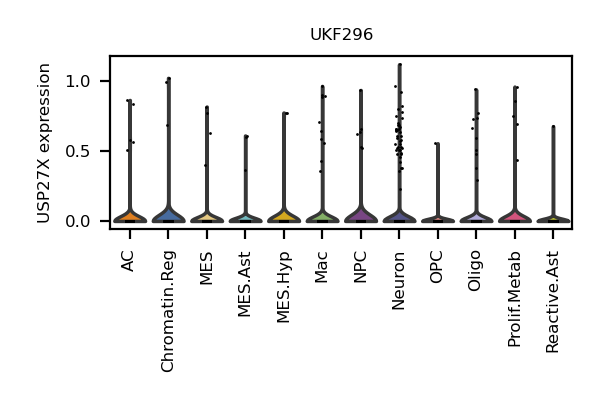 UKF296
USP27X expression
1.0
0.5
0.0
AC
Chromatin.Reg
MES
MES.Ast
MES.Hyp
Mac
NPC
Neuron
OPC
Oligo
Prolif.Metab
Reactive.Ast